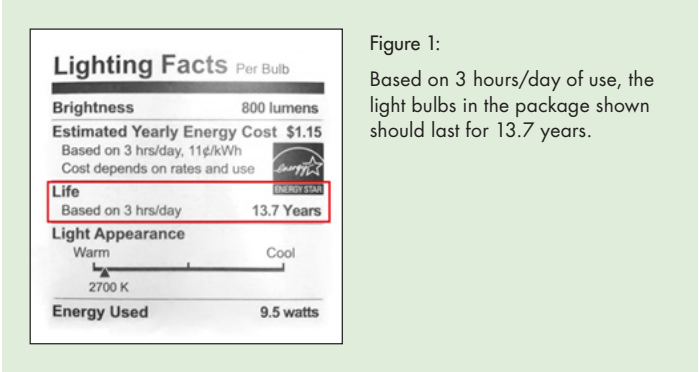 Lighting Facts Per Bulb
Brightness 800 lumens
Estimated Yearly Energy Cost $1.15
Based on 3 hrs/day, 11¢/kWh
Cost depends on rates and use
energy
ENERGY STAR
Life
Based on 3 hrs/day 13.7 Years
Light Appearance
Warm Cool
2700 K
Energy Used 9.5 watts
Figure 1:
Based on 3 hours/day of use, the
light bulbs in the package shown
should last for 13.7 years.